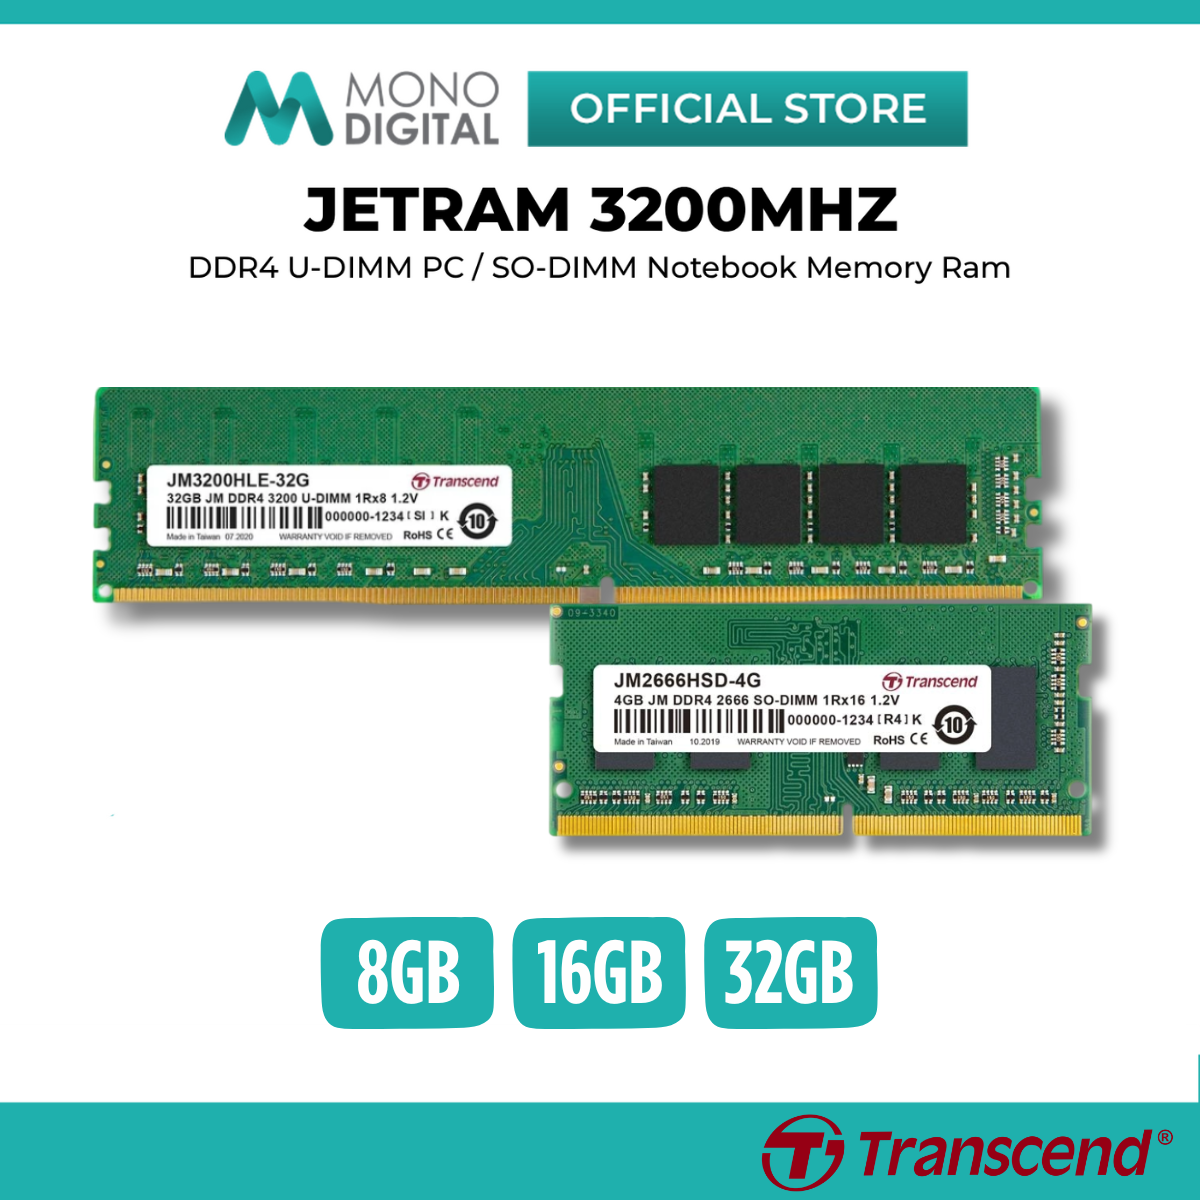 MONO
DIGITAL
OFFICIAL STORE
JETRAM 3200MHZ
DDR4 U-DIMM PC / SO-DIMM Notebook Memory Ram
JM3200HLE-32G
Transcend
32GB JM DDR4 3200 U-DIMM 1Rx8 1.2V
000000-1234 [ SI ] K
10
Made in Taiwan 07.2020 WARRANTY VOID IF REMOVED RoHS CE
09-3340
JM2666HSD-4G
Transcend
4GB JM DDR4 2666 SO-DIMM 1Rx16 1.2V
000000-1234 [ R4 ] K
10
Made in Taiwan 10.2019 WARRANTY VOID IF REMOVED RoHS CE
8GB 16GB 32GB
Transcend®